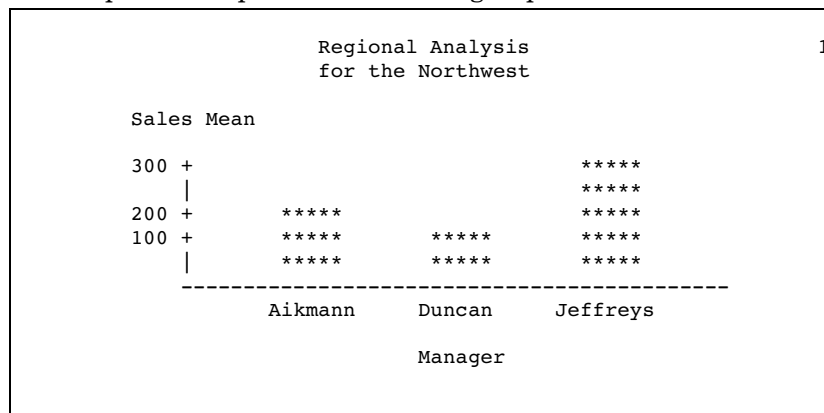 Regional Analysis 1
for the Northwest
Sales Mean
300 + *****
| *****
200 + ***** *****
100 + ***** ***** *****
| ***** ***** *****
--------------------------------------------
Aikmann Duncan Jeffreys
Manager